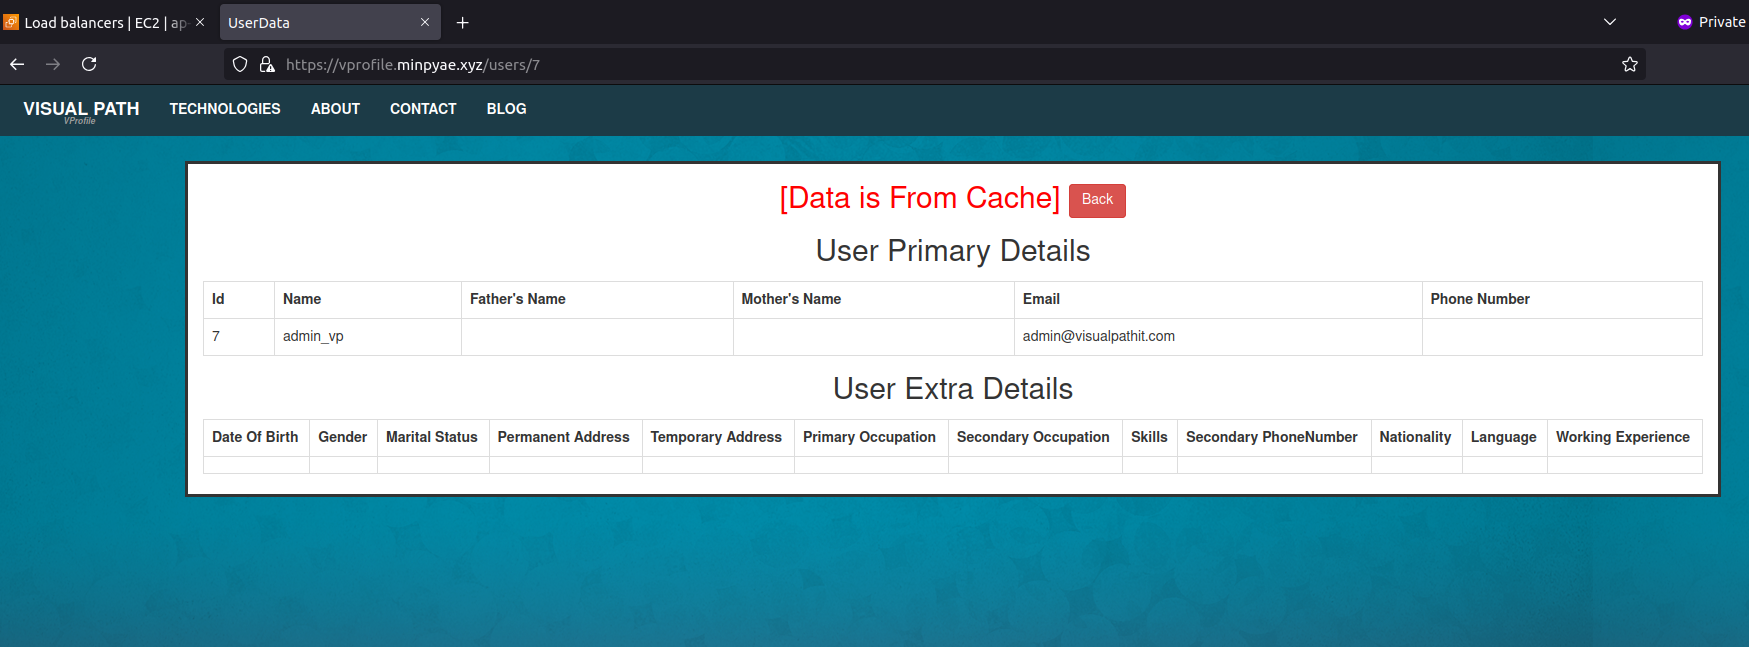 Load balancers | EC2 | ap-
UserData
Private
https://vprofile.minpyae.xyz/users/7
VISUAL PATH TECHNOLOGIES ABOUT CONTACT BLOG
VProfile
[Data is From Cache] Back
User Primary Details
Id Name Father's Name Mother's Name Email Phone Number
7 admin_vp admin@visualpathit.com
User Extra Details
Date Of Birth Gender Marital Status Permanent Address Temporary Address Primary Occupation Secondary Occupation Skills Secondary PhoneNumber Nationality Language Working Experience